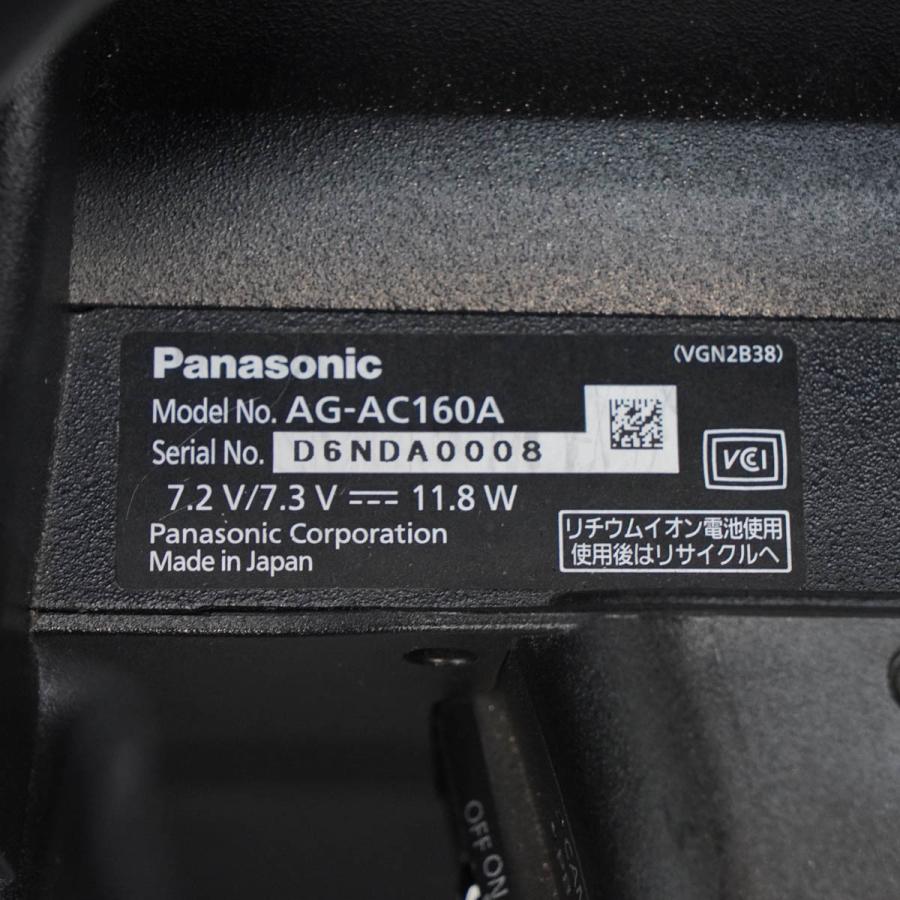 Panasonic
(VGN2B38)
Model No. AG-AC160A
Serial No. D6NDA0008
VCCI
7.2 V/7.3 V ⎓ 11.8 W
Panasonic Corporation
Made in Japan
リチウムイオン電池使用
使用後はリサイクルへ
OFF ON